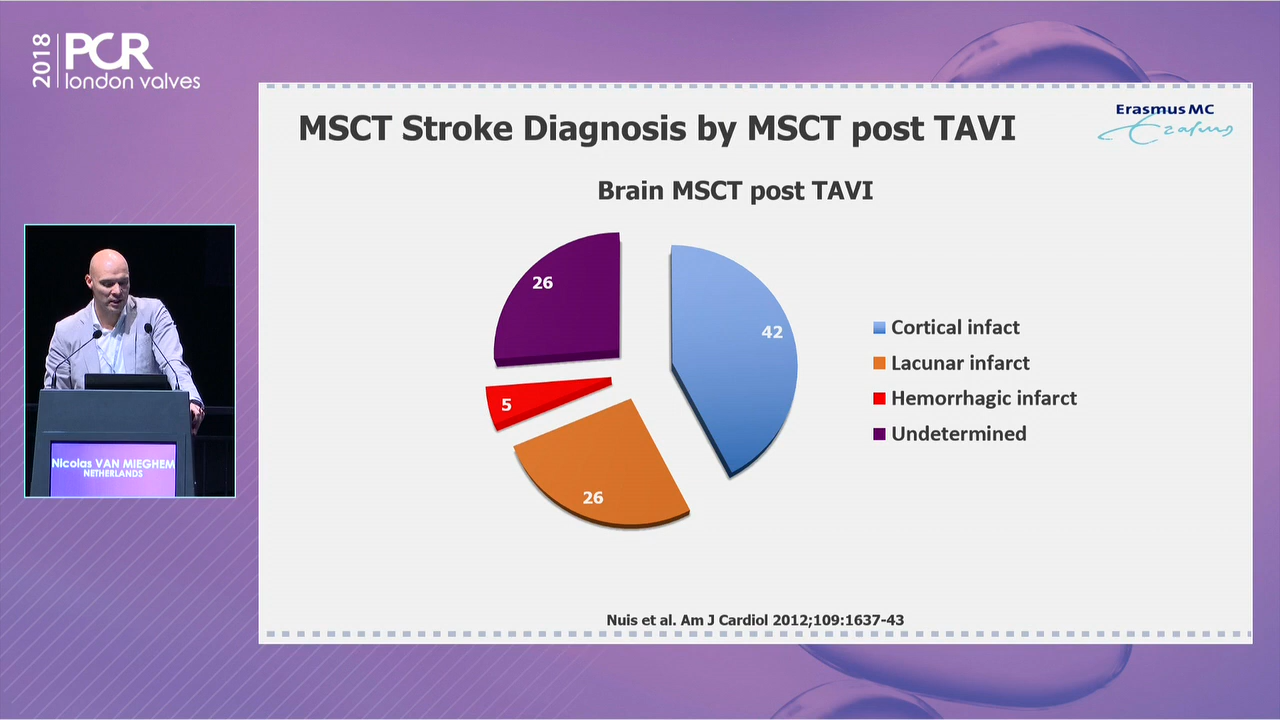 2018
PCR
london valves
MSCT Stroke Diagnosis by MSCT post TAVI
Erasmus MC
Erasmus
Brain MSCT post TAVI
26
42
5
26
Cortical infact
Lacunar infarct
Hemorrhagic infarct
Undetermined
Nicolas VAN MIEGHEM
NETHERLANDS
Nuis et al. Am J Cardiol 2012;109:1637-43